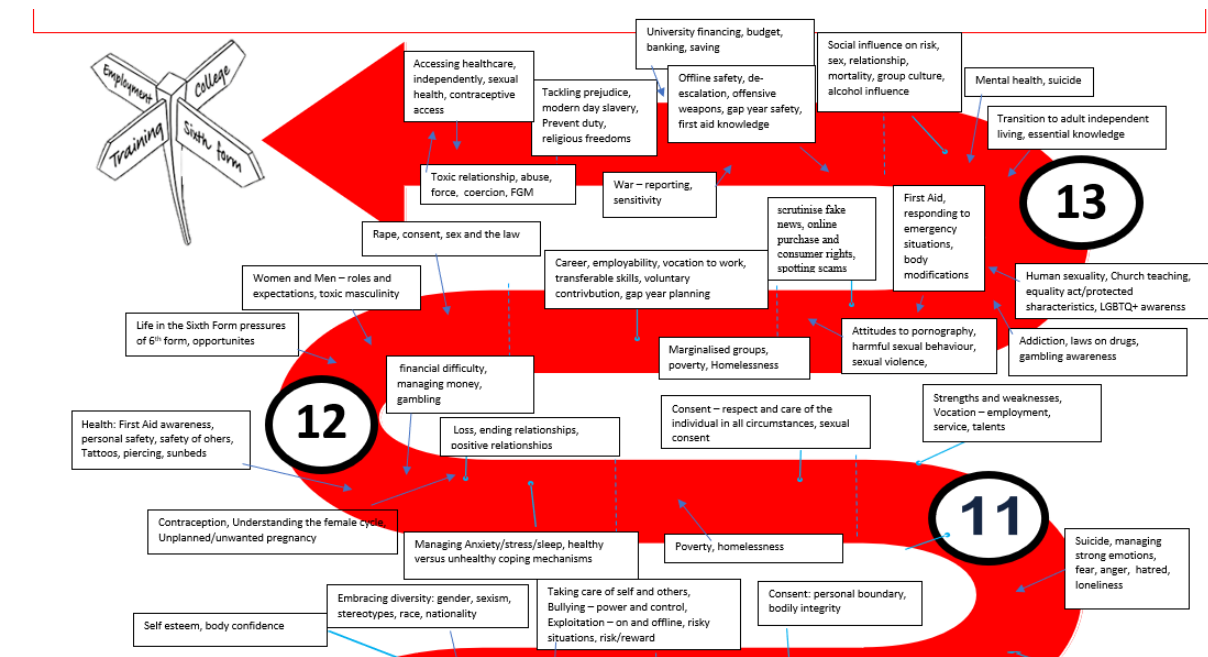 Employment
College
Training
Sixth form
University financing, budget,
banking, saving
Social influence on risk,
sex, relationship,
mortality, group culture,
alcohol influence
Accessing healthcare,
independently, sexual
health, contraceptive
access
Offline safety, de-
escalation, offensive
weapons, gap year safety,
first aid knowledge
Mental health, suicide
Tackling prejudice,
modern day slavery,
Prevent duty,
religious freedoms
Transition to adult independent
living, essential knowledge
Toxic relationship, abuse,
force, coercion, FGM
War – reporting,
sensitivity
13
First Aid,
responding to
emergency
situations,
body
modifications
scrutinise fake
news, online
purchase and
consumer rights,
spotting scams
Rape, consent, sex and the law
Career, employability, vocation to work,
transferable skills, voluntary
contrivbution, gap year planning
Women and Men – roles and
expectations, toxic masculinity
Human sexuality, Church teaching,
equality act/protected
sharacteristics, LGBTQ+ awarenss
Life in the Sixth Form pressures
of 6th form, opportunites
Attitudes to pornography,
harmful sexual behaviour,
sexual violence,
Addiction, laws on drugs,
gambling awareness
Marginalised groups,
poverty, Homelessness
financial difficulty,
managing money,
gambling
12
Strengths and weaknesses,
Vocation – employment,
service, talents
Consent – respect and care of the
individual in all circumstances, sexual
consent
Health: First Aid awareness,
personal safety, safety of ohers,
Tattoos, piercing, sunbeds
Loss, ending relationships,
positive relationships
11
Contraception, Understanding the female cycle,
Unplanned/unwanted pregnancy
Managing Anxiety/stress/sleep, healthy
versus unhealthy coping mechanisms
Poverty, homelessness
Suicide, managing
strong emotions,
fear, anger, hatred,
loneliness
Embracing diversity: gender, sexism,
stereotypes, race, nationality
Taking care of self and others,
Bullying – power and control,
Exploitation – on and offline, risky
situations, risk/reward
Consent: personal boundary,
bodily integrity
Self esteem, body confidence